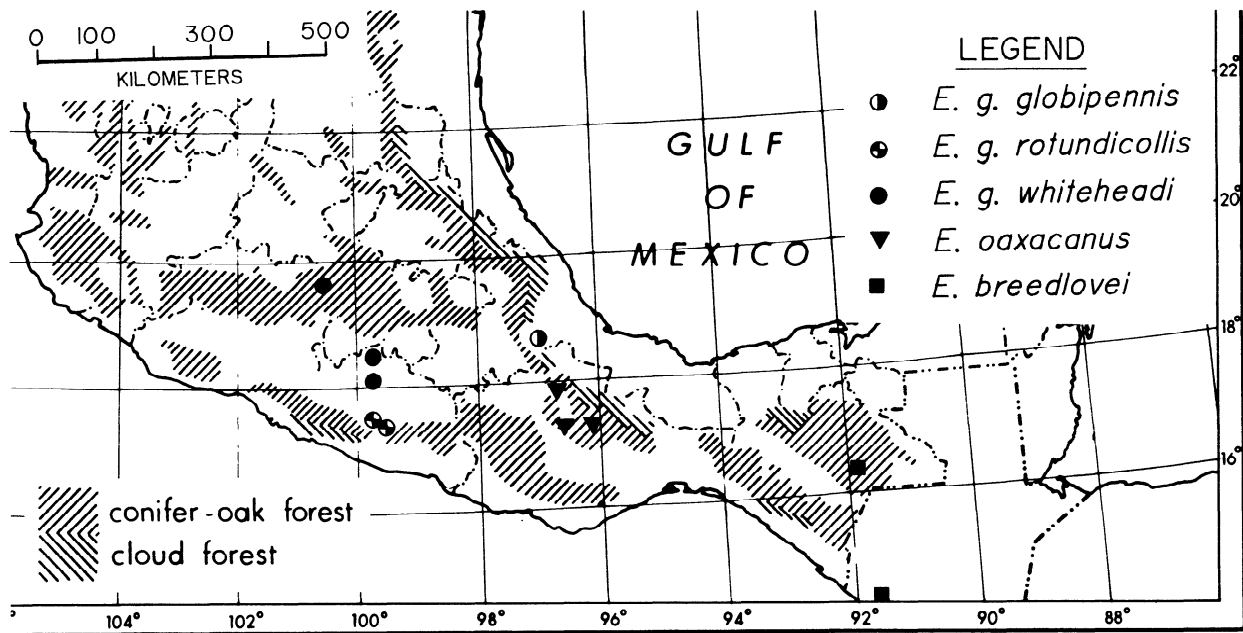 0 100 300 500
KILOMETERS
LEGEND
E. g. globipennis
E. g. rotundicollis
E. g. whiteheadi
E. oaxacanus
E. breedlovei
GULF
OF
MEXICO
22°
20°
18°
16°
conifer-oak forest
cloud forest
104° 102° 100° 98° 96° 94° 92° 90° 88°